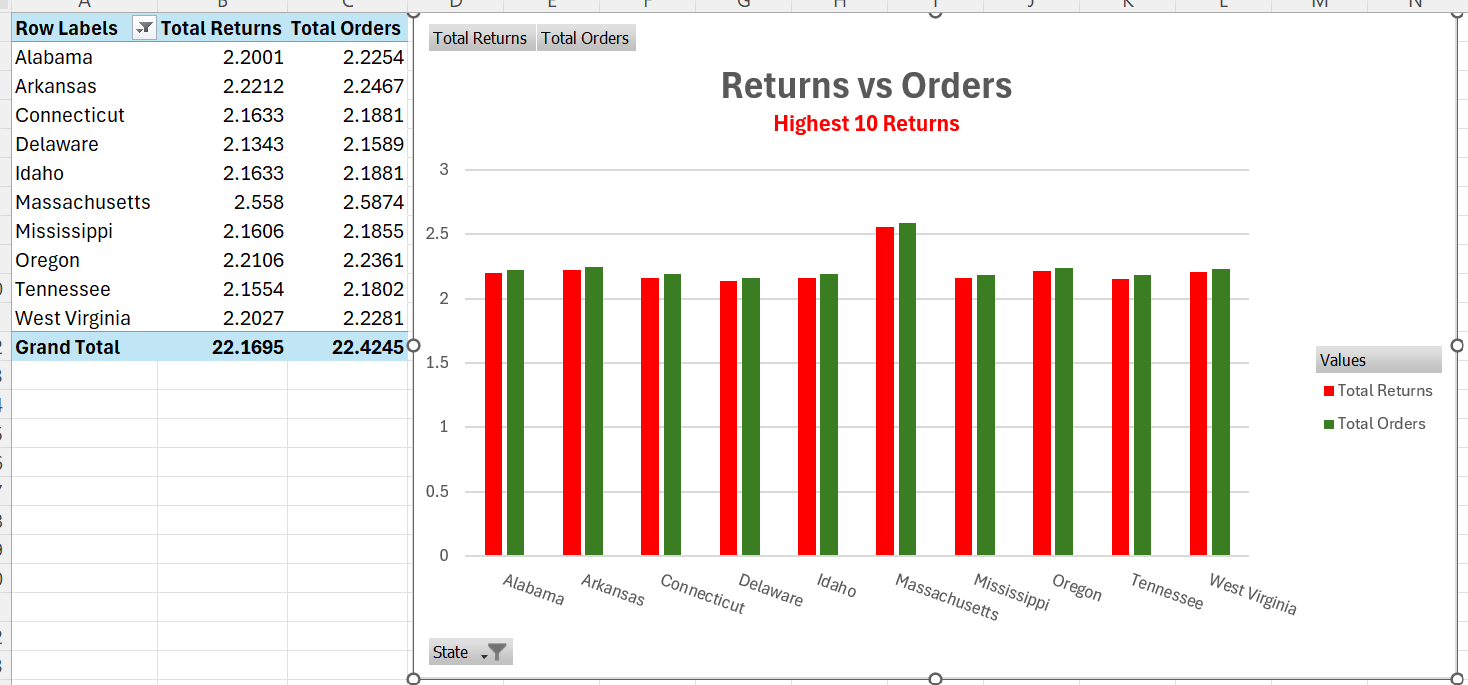 A B C D E F G H I J K L M N
Row Labels Total Returns Total Orders
Alabama 2.2001 2.2254
Arkansas 2.2212 2.2467
Connecticut 2.1633 2.1881
Delaware 2.1343 2.1589
Idaho 2.1633 2.1881
Massachusetts 2.558 2.5874
Mississippi 2.1606 2.1855
Oregon 2.2106 2.2361
Tennessee 2.1554 2.1802
West Virginia 2.2027 2.2281
Grand Total 22.1695 22.4245
Total Returns Total Orders
Returns vs Orders
Highest 10 Returns
3
2.5
2
1.5
1
0.5
0
Alabama Arkansas Connecticut Delaware Idaho Massachusetts Mississippi Oregon Tennessee West Virginia
Values
Total Returns
Total Orders
State